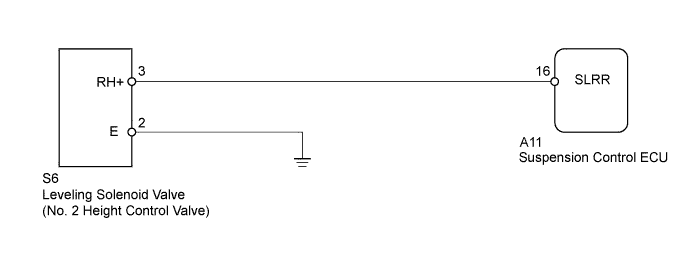 3
16
RH+
SLRR
2
E
A11
Suspension Control ECU
S6
Leveling Solenoid Valve
(No. 2 Height Control Valve)